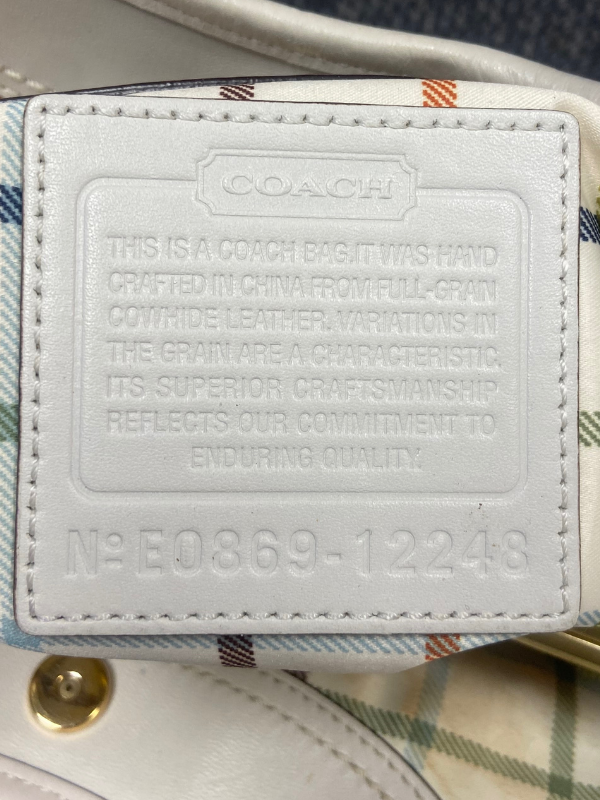 COACH
THIS IS A COACH BAG.IT WAS HAND
CRAFTED IN CHINA FROM FULL-GRAIN
COWHIDE LEATHER. VARIATIONS IN
THE GRAIN ARE A CHARACTERISTIC.
ITS SUPERIOR CRAFTSMANSHIP
REFLECTS OUR COMMITMENT TO
ENDURING QUALITY.
Nº E0869-12248